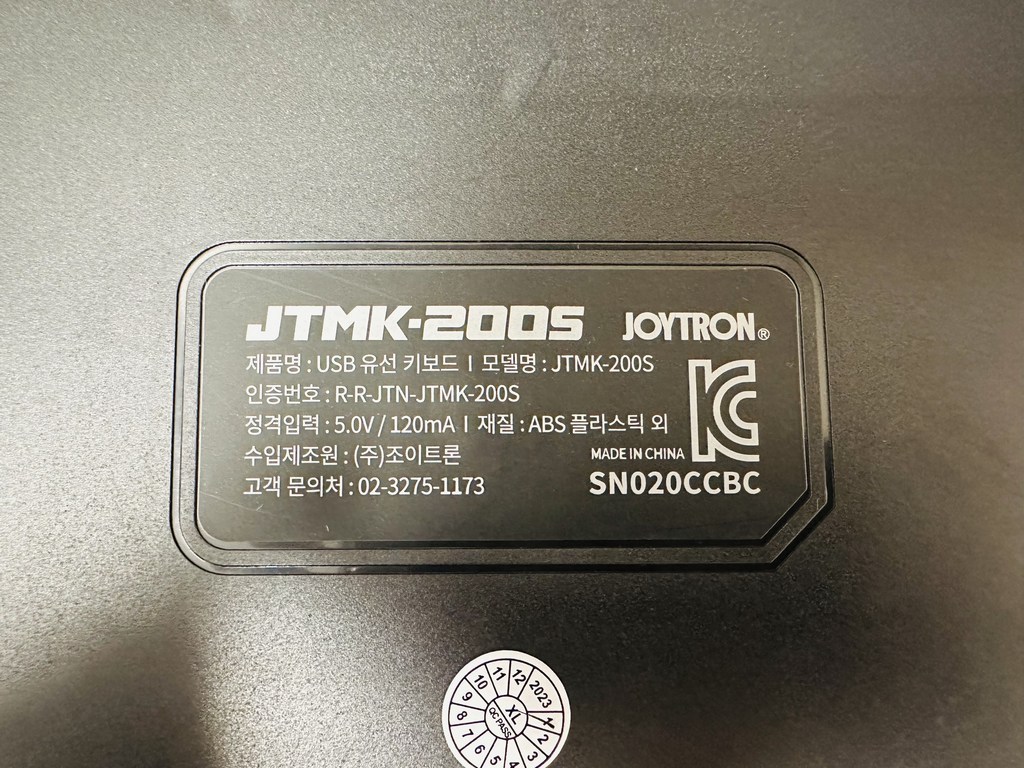 JTMK-200S JOYTRON®
제품명 : USB 유선 키보드 I 모델명 : JTMK-200S
인증번호 : R-R-JTN-JTMK-200S
정격입력 : 5.0V / 120mA I 재질 : ABS 플라스틱 외
수입제조원 : (주)조이트론
MADE IN CHINA
고객 문의처 : 02-3275-1173
SN020CCBC
2023
1 2 3 4 5 6 7 8 9 10 11 12
XL
QC PASS